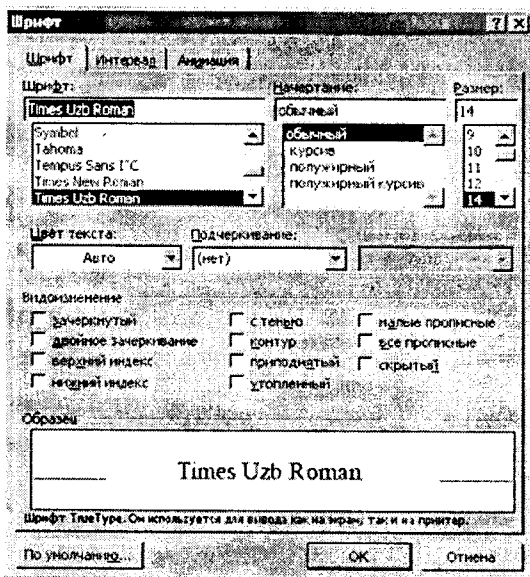 Шрифт
Шрифт Интервал Анимация
Шрифт: Начертание: Размер:
Times Uzb Roman обычный 14
Symbol обычный 9
Tahoma курсив 10
Tempus Sans ITC полужирный 11
Times New Roman полужирный курсив 12
Times Uzb Roman 14
Цвет текста: Подчеркивание:
Авто (нет)
Видоизменение
зачеркнутый с тенью малые прописные
двойное зачеркивание контур все прописные
верхний индекс приподнятый скрытый
нижний индекс утопленный
Образец
Times Uzb Roman
Шрифт TrueType. Он используется для вывода как на экран, так и на принтер.
По умолчанию... ОК Отмена